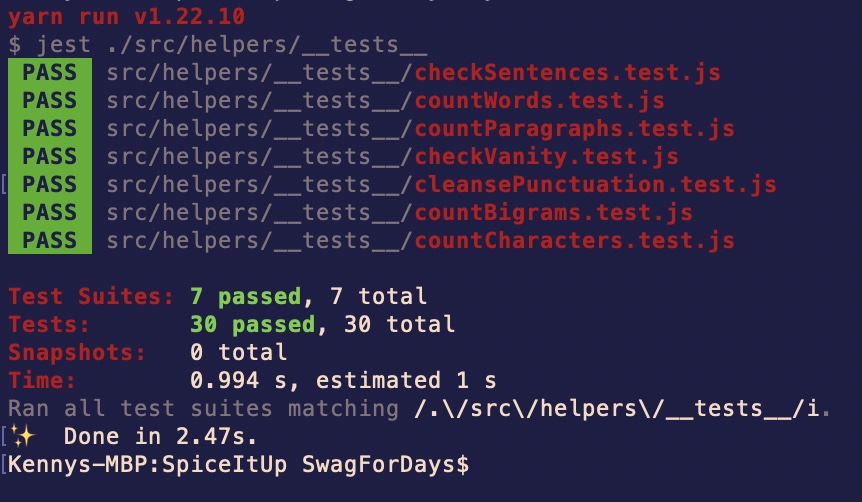 yarn run v1.22.10
$ jest ./src/helpers/__tests__
PASS src/helpers/__tests__/checkSentences.test.js
PASS src/helpers/__tests__/countWords.test.js
PASS src/helpers/__tests__/countParagraphs.test.js
PASS src/helpers/__tests__/checkVanity.test.js
[ PASS src/helpers/__tests__/cleansePunctuation.test.js
PASS src/helpers/__tests__/countBigrams.test.js
PASS src/helpers/__tests__/countCharacters.test.js
Test Suites: 7 passed, 7 total
Tests: 30 passed, 30 total
Snapshots: 0 total
Time: 0.994 s, estimated 1 s
Ran all test suites matching /.\/src\/helpers\/__tests__/i.
[✨ Done in 2.47s.
[Kennys-MBP:SpiceItUp SwagForDays$